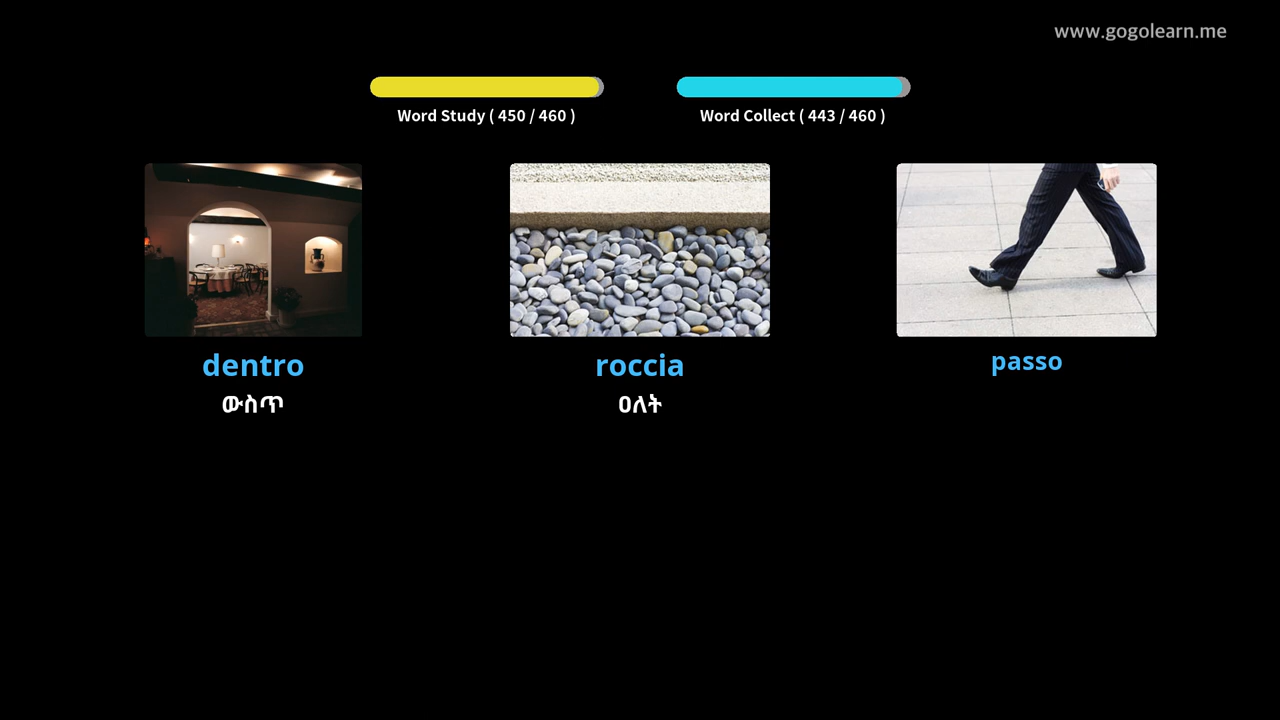 www.gogolearn.me
Word Study ( 450 / 460 )
Word Collect ( 443 / 460 )
dentro
roccia
passo
ውስጥ
ዐለት